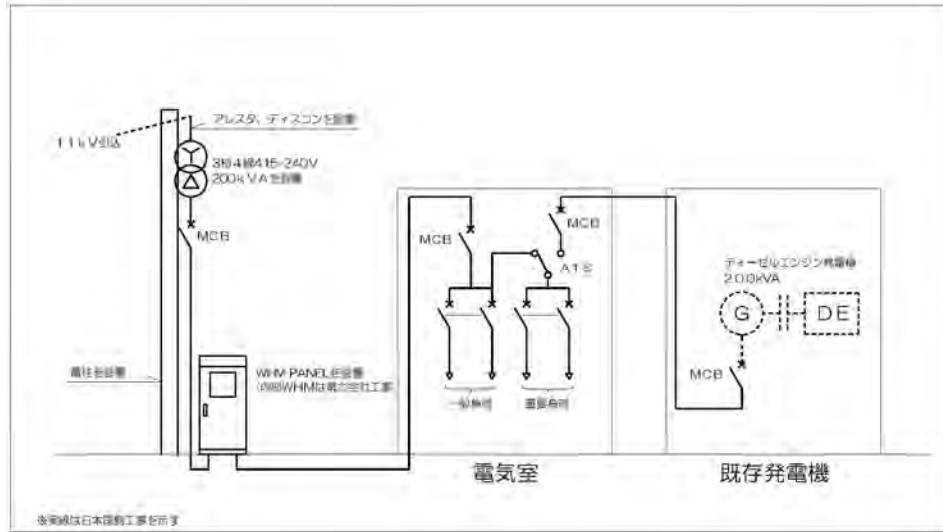 アレスタ、ディスコンを設置
11kV引込
3相4線415-240V
200kVAを設置
MCB
MCB
MCB
ATS
ディーゼルエンジン発電機
200kVA
G
DE
MCB
電柱を設置
WHM PANELを設置
(内部WHMは電力会社工事)
一般負荷
重要負荷
電気室
既存発電機
※実線は日本国側工事を示す